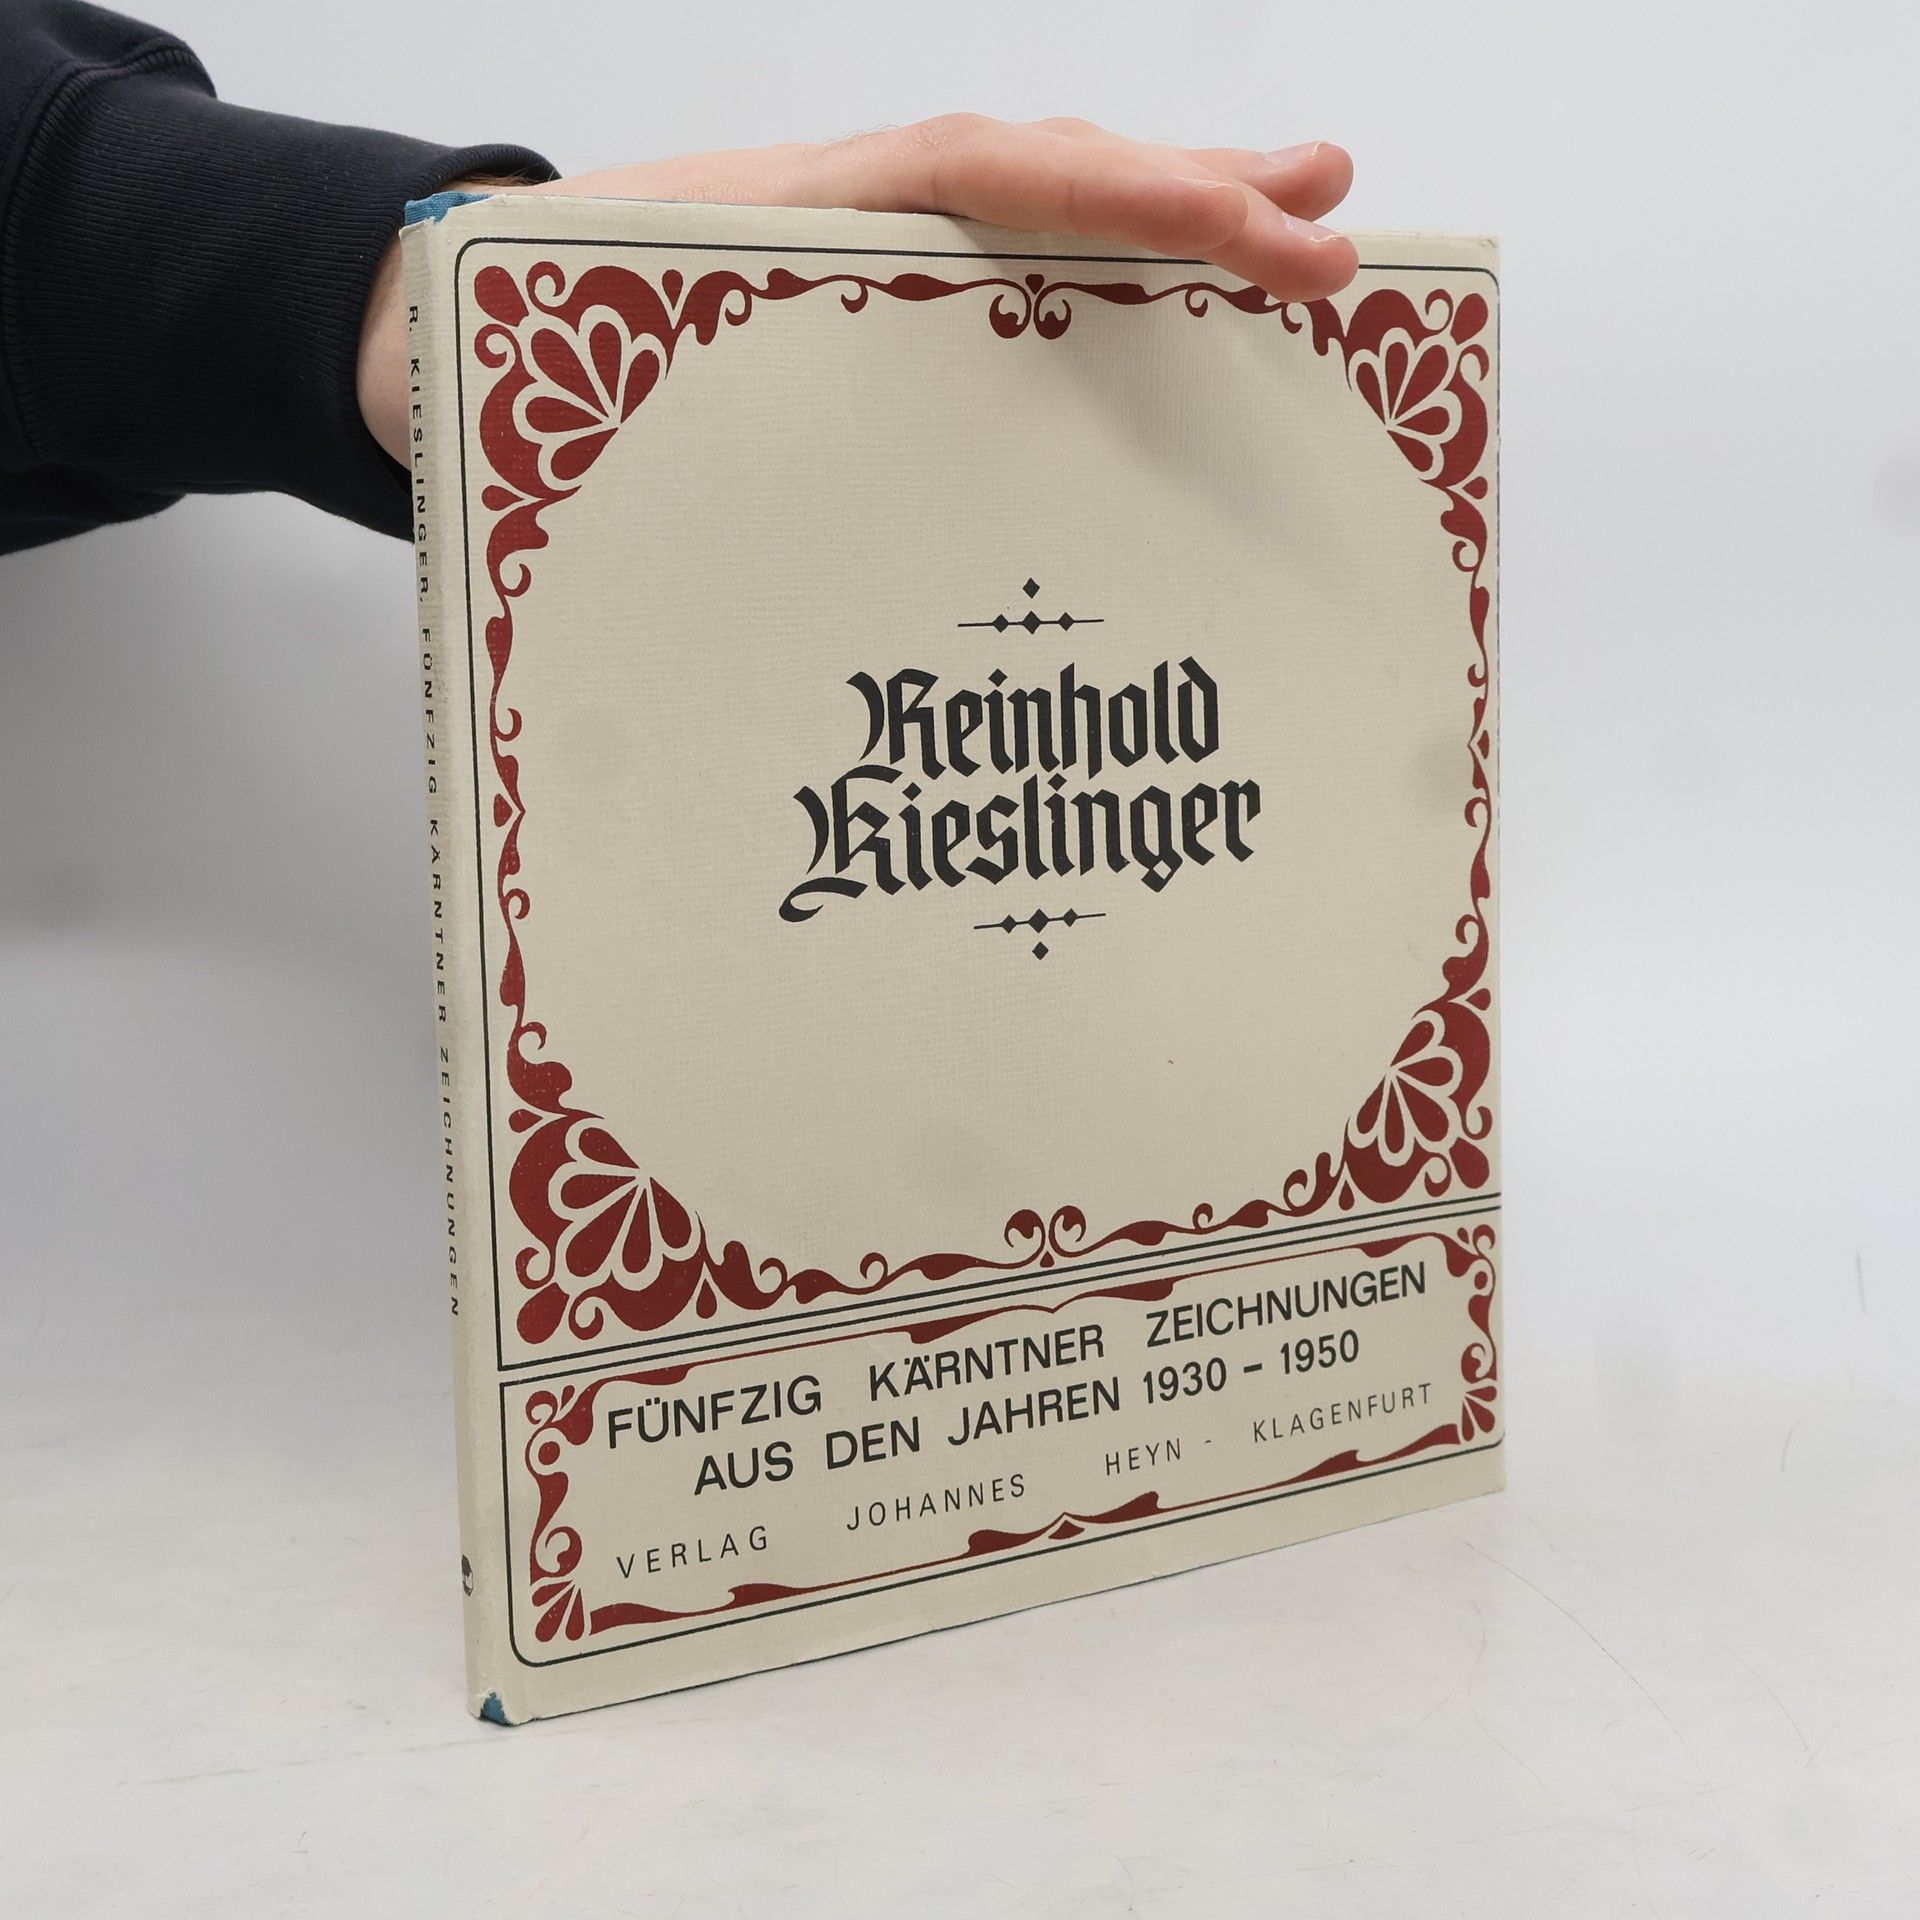 R. KIESLINGER, FÜNFZIG KÄRNTNER ZEICHNUNGEN
Reinhold
Kieslinger
FÜNFZIG KÄRNTNER ZEICHNUNGEN
AUS DEN JAHREN 1930 – 1950
VERLAG JOHANNES HEYN - KLAGENFURT